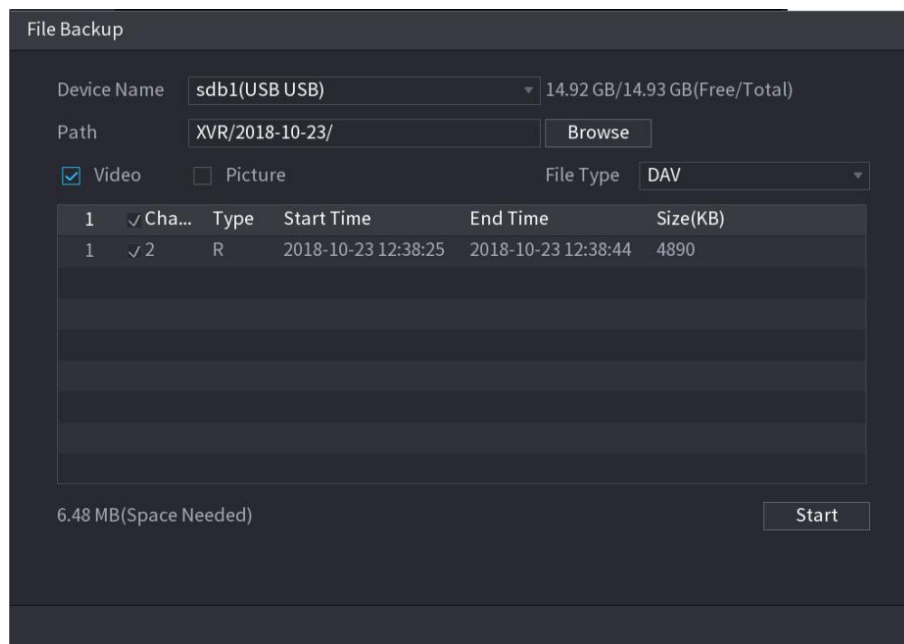 File Backup
Device Name sdb1(USB USB) 14.92 GB/14.93 GB(Free/Total)
Path XVR/2018-10-23/ Browse
Video Picture File Type DAV
1 Cha... Type Start Time End Time Size(KB)
1 2 R 2018-10-23 12:38:25 2018-10-23 12:38:44 4890
6.48 MB(Space Needed) Start